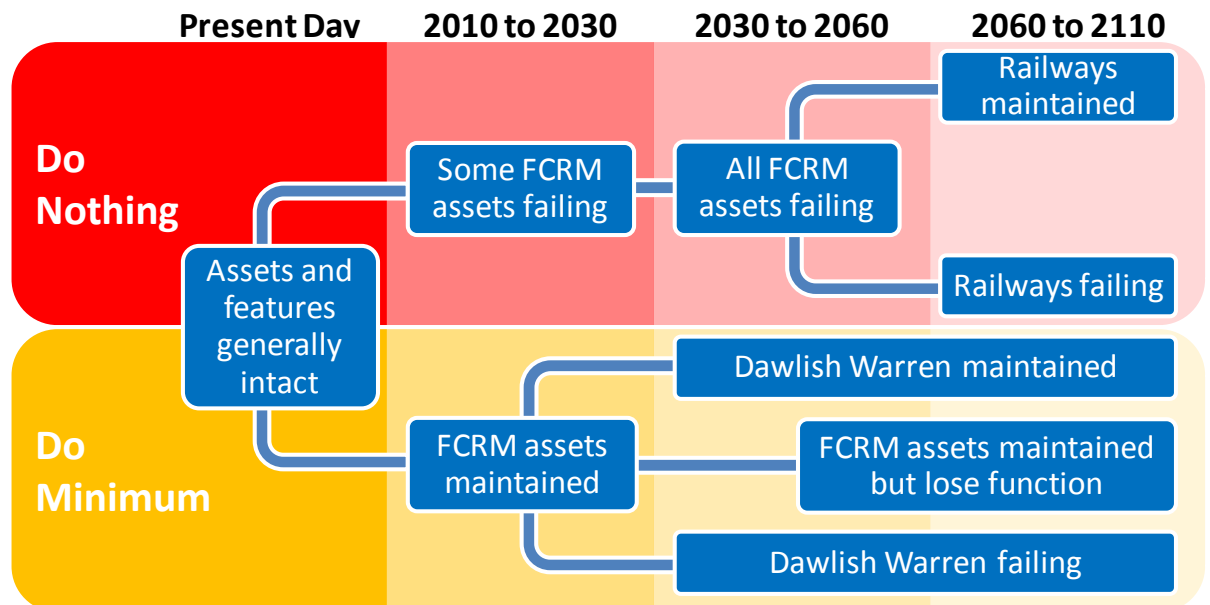 Present Day
2010 to 2030
2030 to 2060
2060 to 2110
Do
Nothing
Railways
maintained
Some FCRM
assets failing
All FCRM
assets failing
Railways failing
Assets and
features
generally
intact
Do
Minimum
Dawlish Warren maintained
FCRM assets
maintained
FCRM assets maintained
but lose function
Dawlish Warren failing